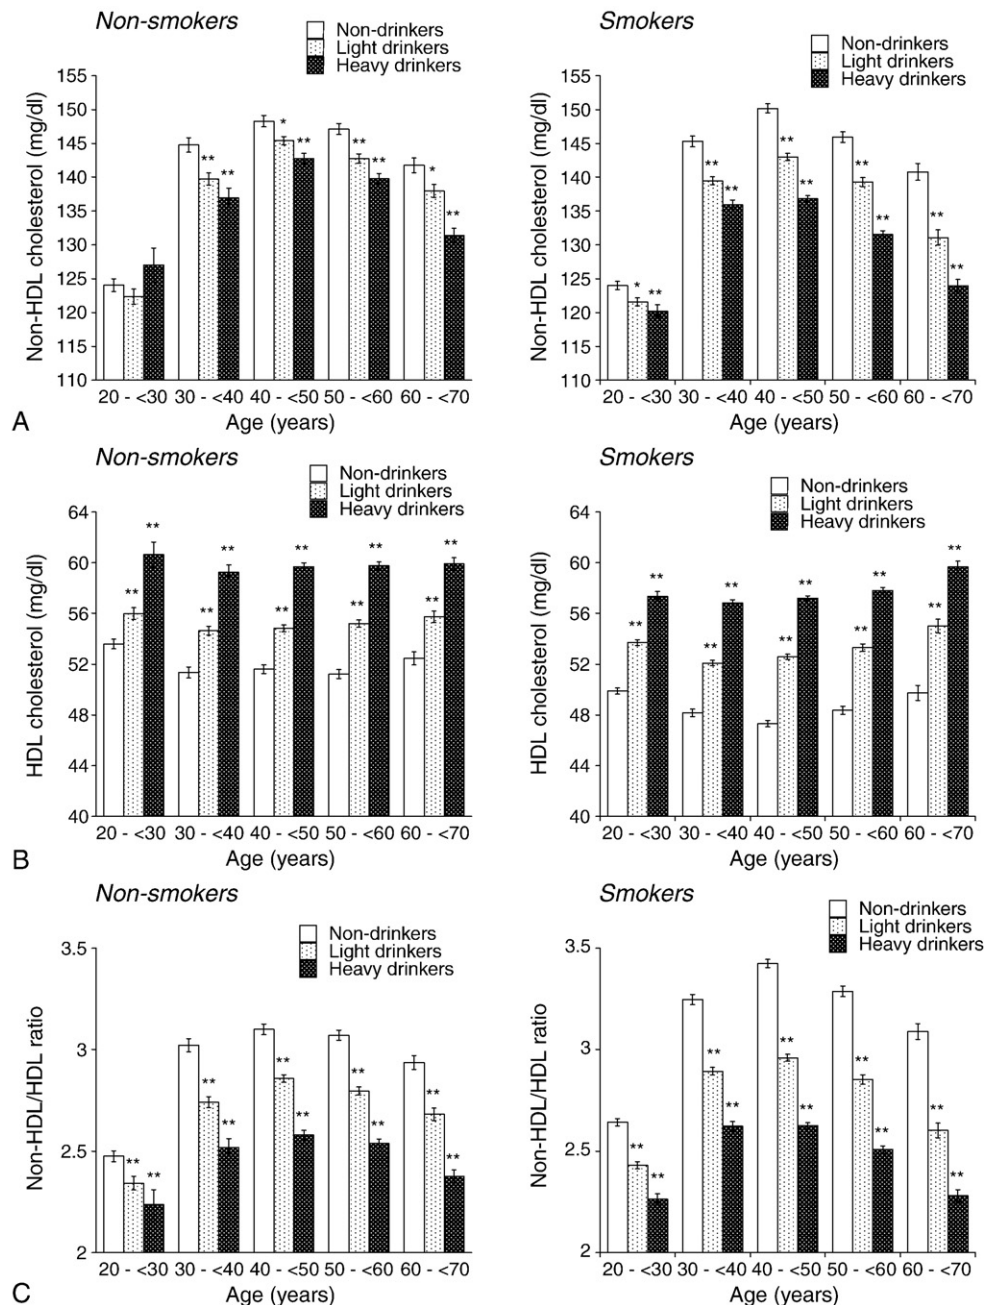 Non-smokers
Non-drinkers
Light drinkers
Heavy drinkers
Non-HDL cholesterol (mg/dl)
155
150
145
140
135
130
125
120
115
110
** ** * ** ** ** * **
20 - <30 30 - <40 40 - <50 50 - <60 60 - <70
Age (years)
A
Smokers
Non-drinkers
Light drinkers
Heavy drinkers
Non-HDL cholesterol (mg/dl)
155
150
145
140
135
130
125
120
115
110
* ** ** ** ** ** ** ** ** **
20 - <30 30 - <40 40 - <50 50 - <60 60 - <70
Age (years)
Non-smokers
Non-drinkers
Light drinkers
Heavy drinkers
HDL cholesterol (mg/dl)
64
60
56
52
48
44
40
** ** ** ** ** ** ** ** ** **
20 - <30 30 - <40 40 - <50 50 - <60 60 - <70
Age (years)
B
Smokers
Non-drinkers
Light drinkers
Heavy drinkers
HDL cholesterol (mg/dl)
64
60
56
52
48
44
40
** ** ** ** ** ** ** ** ** **
20 - <30 30 - <40 40 - <50 50 - <60 60 - <70
Age (years)
Non-smokers
Non-drinkers
Light drinkers
Heavy drinkers
Non-HDL/HDL ratio
3.5
3
2.5
2
** ** ** ** ** ** ** ** ** **
20 - <30 30 - <40 40 - <50 50 - <60 60 - <70
Age (years)
C
Smokers
Non-drinkers
Light drinkers
Heavy drinkers
Non-HDL/HDL ratio
3.5
3
2.5
2
** ** ** ** ** ** ** ** ** **
20 - <30 30 - <40 40 - <50 50 - <60 60 - <70
Age (years)